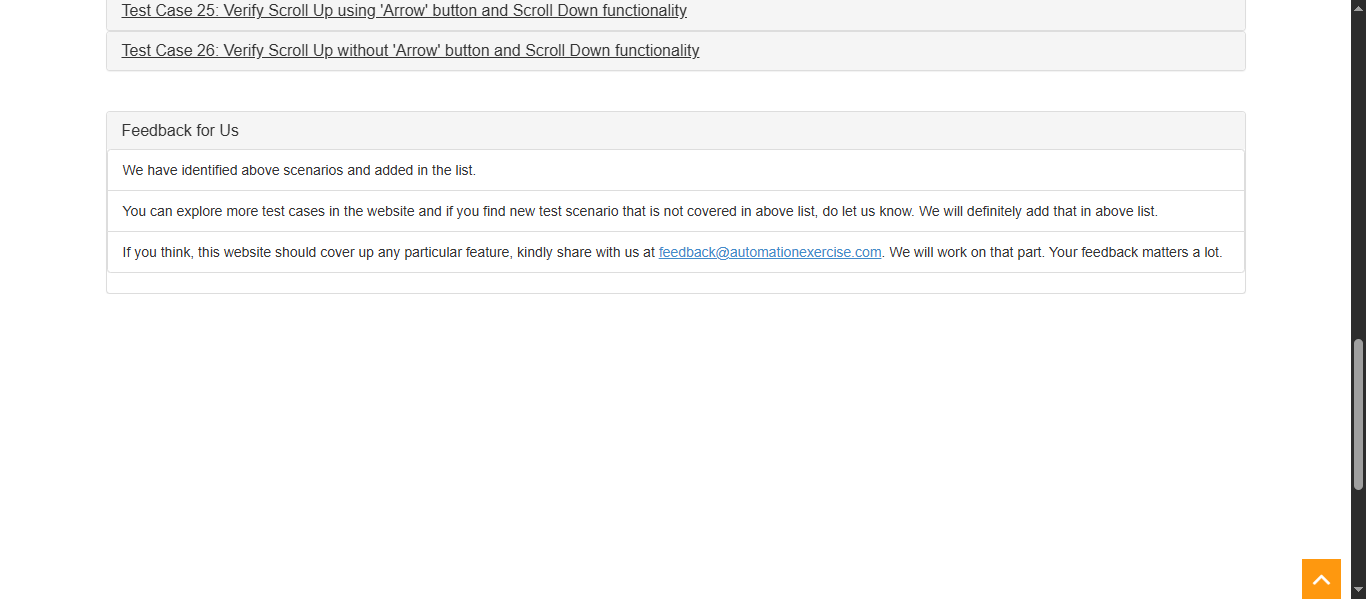 Test Case 25: Verify Scroll Up using 'Arrow' button and Scroll Down functionality
Test Case 26: Verify Scroll Up without 'Arrow' button and Scroll Down functionality
Feedback for Us
We have identified above scenarios and added in the list.
You can explore more test cases in the website and if you find new test scenario that is not covered in above list, do let us know. We will definitely add that in above list.
If you think, this website should cover up any particular feature, kindly share with us at feedback@automationexercise.com. We will work on that part. Your feedback matters a lot.